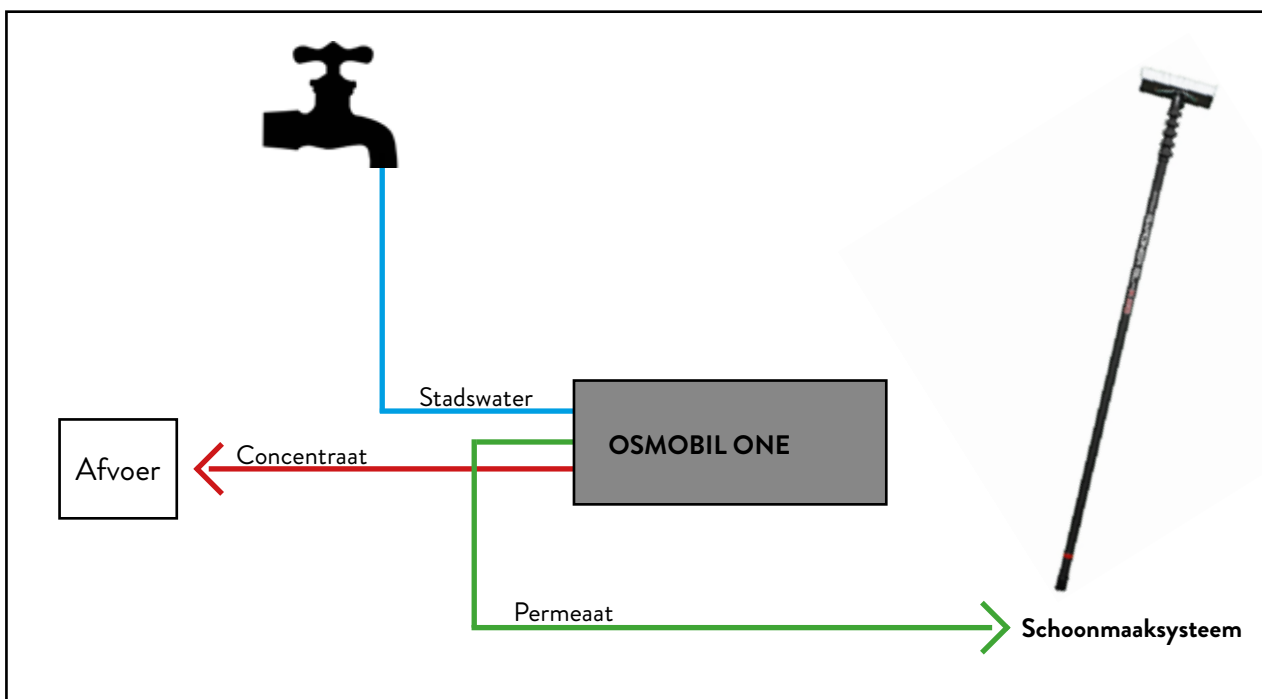 Stadswater
OSMOBIL ONE
Concentraat
Afvoer
Permeaat
Schoonmaaksysteem